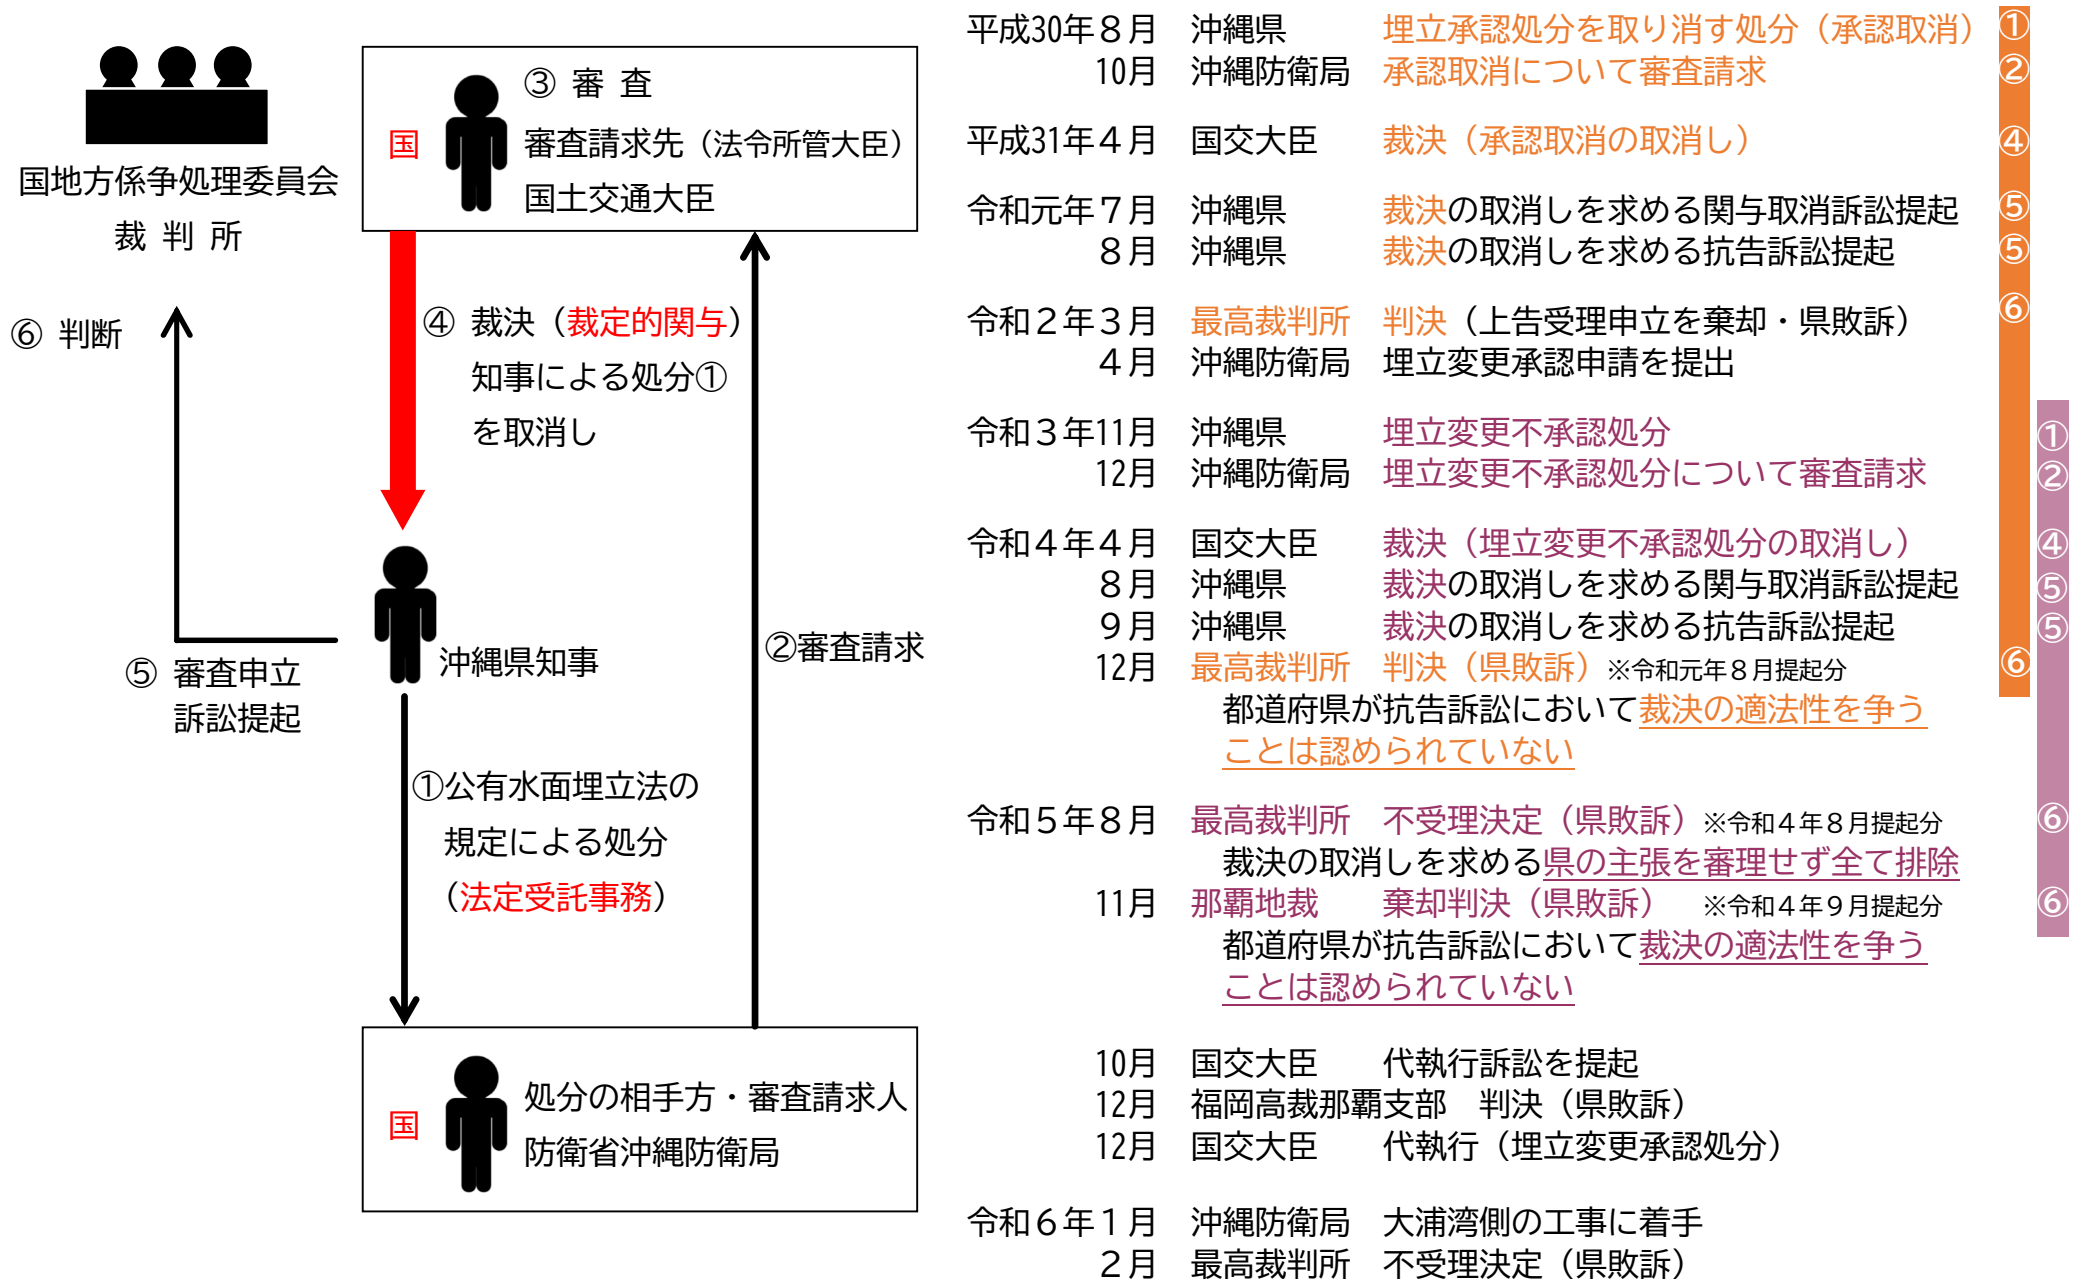 国地方係争処理委員会
裁 判 所
⑥ 判断
⑤ 審査申立
訴訟提起
国
③ 審 査
審査請求先（法令所管大臣）
国土交通大臣
④ 裁決（裁定的関与）
知事による処分①
を取消し
沖縄県知事
②審査請求
①公有水面埋立法の
規定による処分
（法定受託事務）
国
処分の相手方・審査請求人
防衛省沖縄防衛局
平成30年８月 沖縄県 埋立承認処分を取り消す処分（承認取消） ①
10月 沖縄防衛局 承認取消について審査請求 ②
平成31年４月 国交大臣 裁決（承認取消の取消し） ④
令和元年７月 沖縄県 裁決の取消しを求める関与取消訴訟提起 ⑤
８月 沖縄県 裁決の取消しを求める抗告訴訟提起 ⑤
令和２年３月 最高裁判所 判決（上告受理申立を棄却・県敗訴） ⑥
４月 沖縄防衛局 埋立変更承認申請を提出
令和３年11月 沖縄県 埋立変更不承認処分 ①
12月 沖縄防衛局 埋立変更不承認処分について審査請求 ②
令和４年４月 国交大臣 裁決（埋立変更不承認処分の取消し） ④
８月 沖縄県 裁決の取消しを求める関与取消訴訟提起 ⑤
９月 沖縄県 裁決の取消しを求める抗告訴訟提起 ⑤
12月 最高裁判所 判決（県敗訴）※令和元年８月提起分 ⑥
都道府県が抗告訴訟において裁決の適法性を争う
ことは認められていない
令和５年８月 最高裁判所 不受理決定（県敗訴）※令和４年８月提起分 ⑥
裁決の取消しを求める県の主張を審理せず全て排除
11月 那覇地裁 棄却判決（県敗訴） ※令和４年９月提起分 ⑥
都道府県が抗告訴訟において裁決の適法性を争う
ことは認められていない
10月 国交大臣 代執行訴訟を提起
12月 福岡高裁那覇支部 判決（県敗訴）
12月 国交大臣 代執行（埋立変更承認処分）
令和６年１月 沖縄防衛局 大浦湾側の工事に着手
２月 最高裁判所 不受理決定（県敗訴）